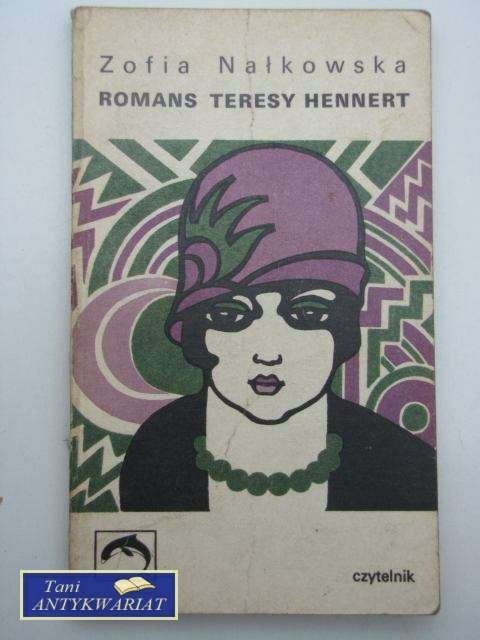 Zofia Nałkowska
ROMANS TERESY HENNERT
czytelnik
Tani
ANTYKWARIAT